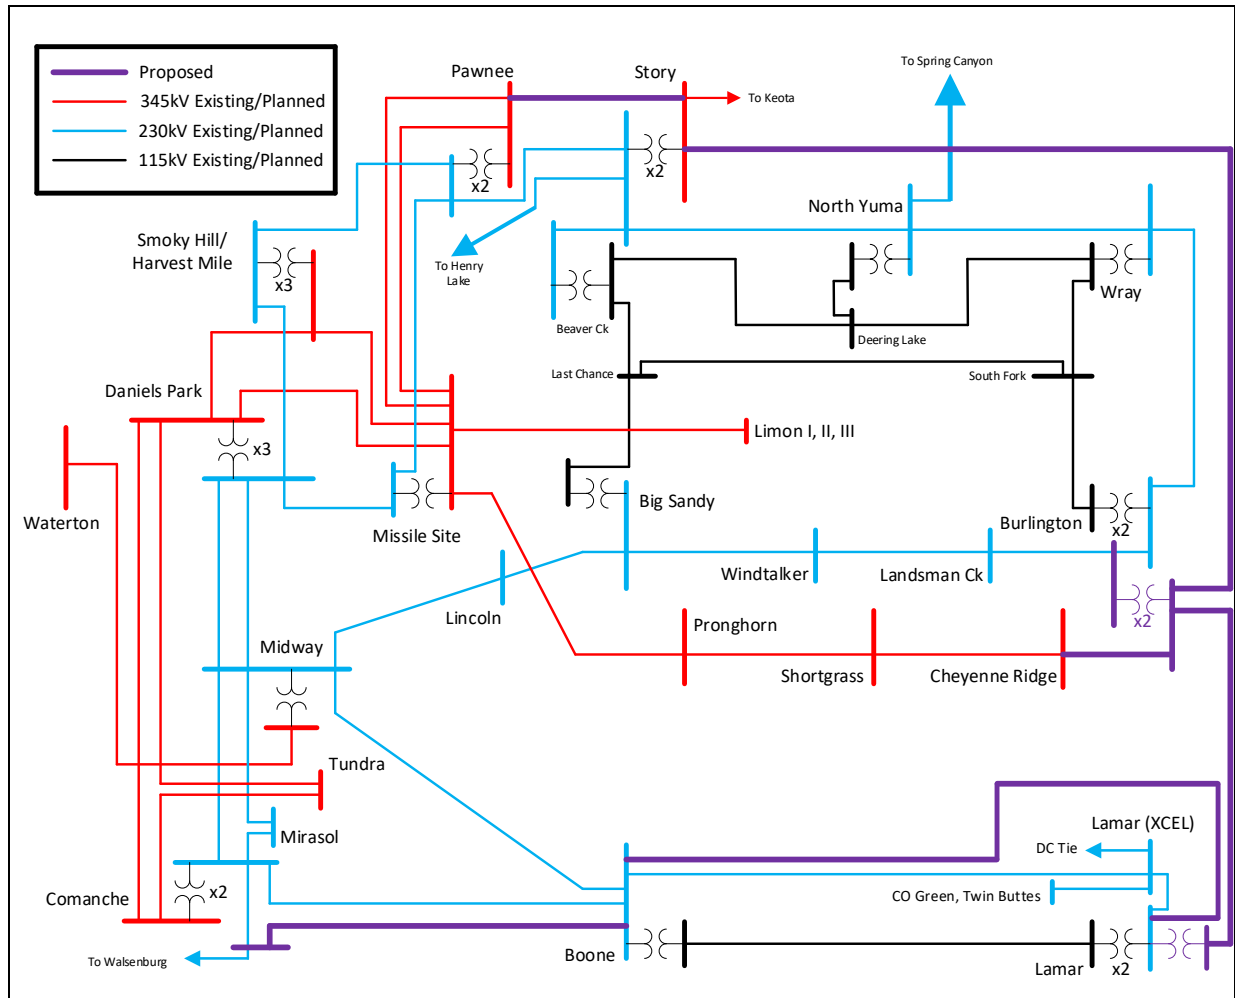 Proposed
345kV Existing/Planned
230kV Existing/Planned
115kV Existing/Planned
Pawnee
Story
To Keota
To Spring Canyon
x2
x2
North Yuma
Smoky Hill/
Harvest Mile
x3
To Henry
Lake
Wray
Beaver Ck
Deering Lake
Last Chance
South Fork
Daniels Park
x3
Limon I, II, III
Waterton
Missile Site
Big Sandy
Burlington
x2
Windtalker
Landsman Ck
Lincoln
x2
Pronghorn
Midway
Shortgrass
Cheyenne Ridge
Tundra
Mirasol
Lamar (XCEL)
DC Tie
CO Green, Twin Buttes
x2
Comanche
Boone
To Walsenburg
Lamar
x2